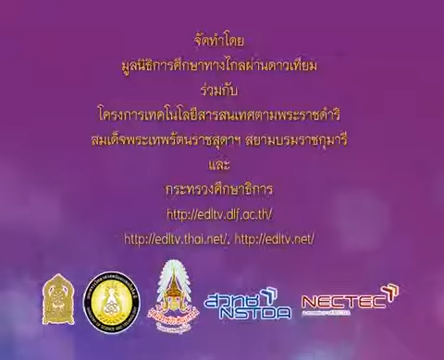 จัดทำโดย
มูลนิธิการศึกษาทางไกลผ่านดาวเทียม
ร่วมกับ
โครงการเทคโนโลยีสารสนเทศตามพระราชดำริ
สมเด็จพระเทพรัตนราชสุดาฯ สยามบรมราชกุมารี
และ
กระทรวงศึกษาธิการ
http://edltv.dlf.ac.th/
http://edltv.thai.net/, http://edltv.net/
สวทช
NSTDA
NECTEC